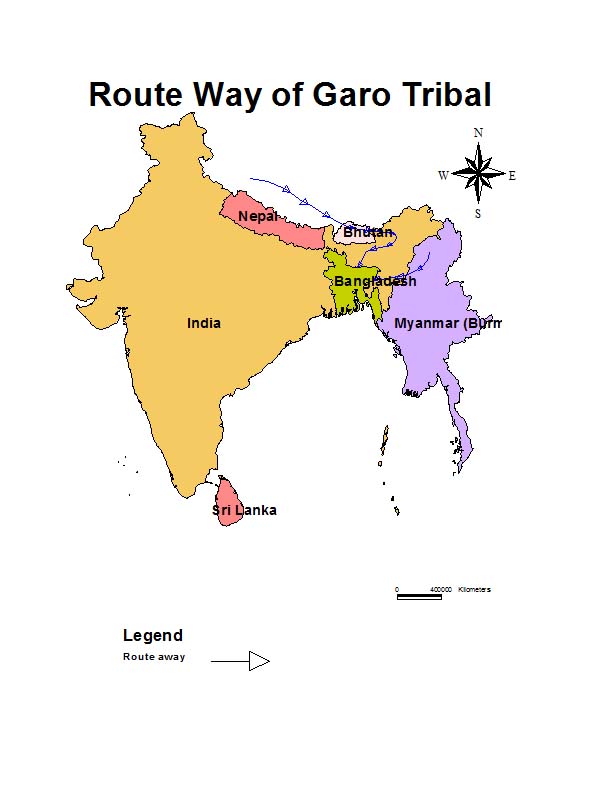 Route Way of Garo Tribal
N
W
E
S
Nepal
Bhutan
Bangladesh
India
Myanmar (Burm
Sri Lanka
0 400000 Kilometers
Legend
Route away